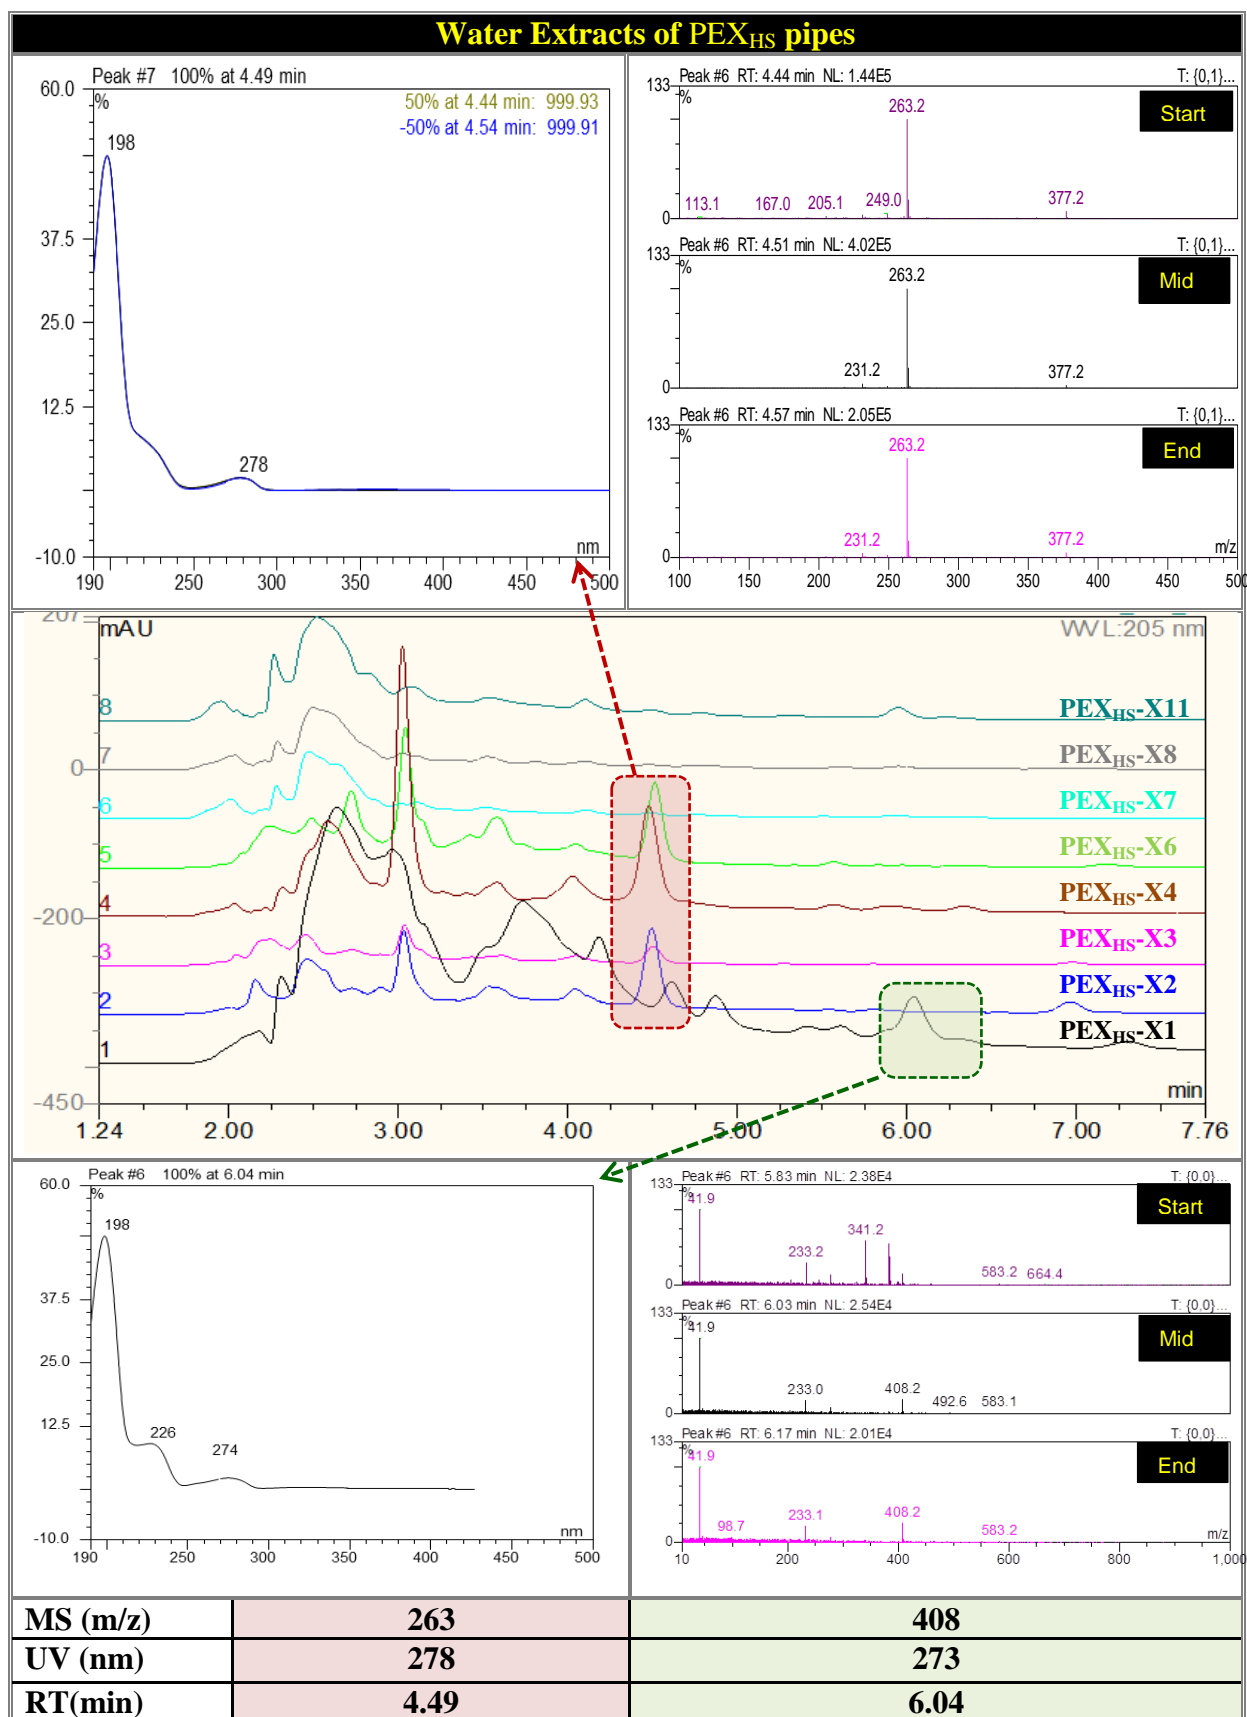 Water Extracts of PEXHS pipes
Peak #7 100% at 4.49 min
60.0
%
50% at 4.44 min: 999.93
-50% at 4.54 min: 999.91
198
37.5
25.0
12.5
278
-10.0
nm
190 250 300 350 400 450 500
Peak #6 RT: 4.44 min NL: 1.44E5 T: {0,1}...
133
%
Start
263.2
113.1 167.0 205.1 249.0 377.2
0
Peak #6 RT: 4.51 min NL: 4.02E5 T: {0,1}...
133
%
Mid
263.2
231.2 377.2
0
Peak #6 RT: 4.57 min NL: 2.05E5 T: {0,1}...
133
%
End
263.2
231.2 377.2
0
m/z
100 150 200 250 300 350 400 450 500
207
mAU
WVL:205 nm
8 PEXHS-X11
7 PEXHS-X8
0
6 PEXHS-X7
5 PEXHS-X6
4 PEXHS-X4
-200
3 PEXHS-X3
2 PEXHS-X2
1 PEXHS-X1
min
-450
1.24 2.00 3.00 4.00 5.00 6.00 7.00 7.76
Peak #6 100% at 6.04 min
60.0
%
198
37.5
25.0
12.5
226
274
-10.0
nm
190 250 300 350 400 450 500
Peak #6 RT: 5.83 min NL: 2.38E4 T: {0,0}...
133
%
41.9
Start
341.2
233.2
583.2 664.4
0
Peak #6 RT: 6.03 min NL: 2.54E4 T: {0,0}...
133
%
41.9
Mid
233.0 408.2 492.6 583.1
0
Peak #6 RT: 6.17 min NL: 2.01E4 T: {0,0}...
133
%
41.9
End
98.7 233.1 408.2 583.2
0
m/z
10 200 400 600 800 1,000
MS (m/z) 263 408
UV (nm) 278 273
RT(min) 4.49 6.04